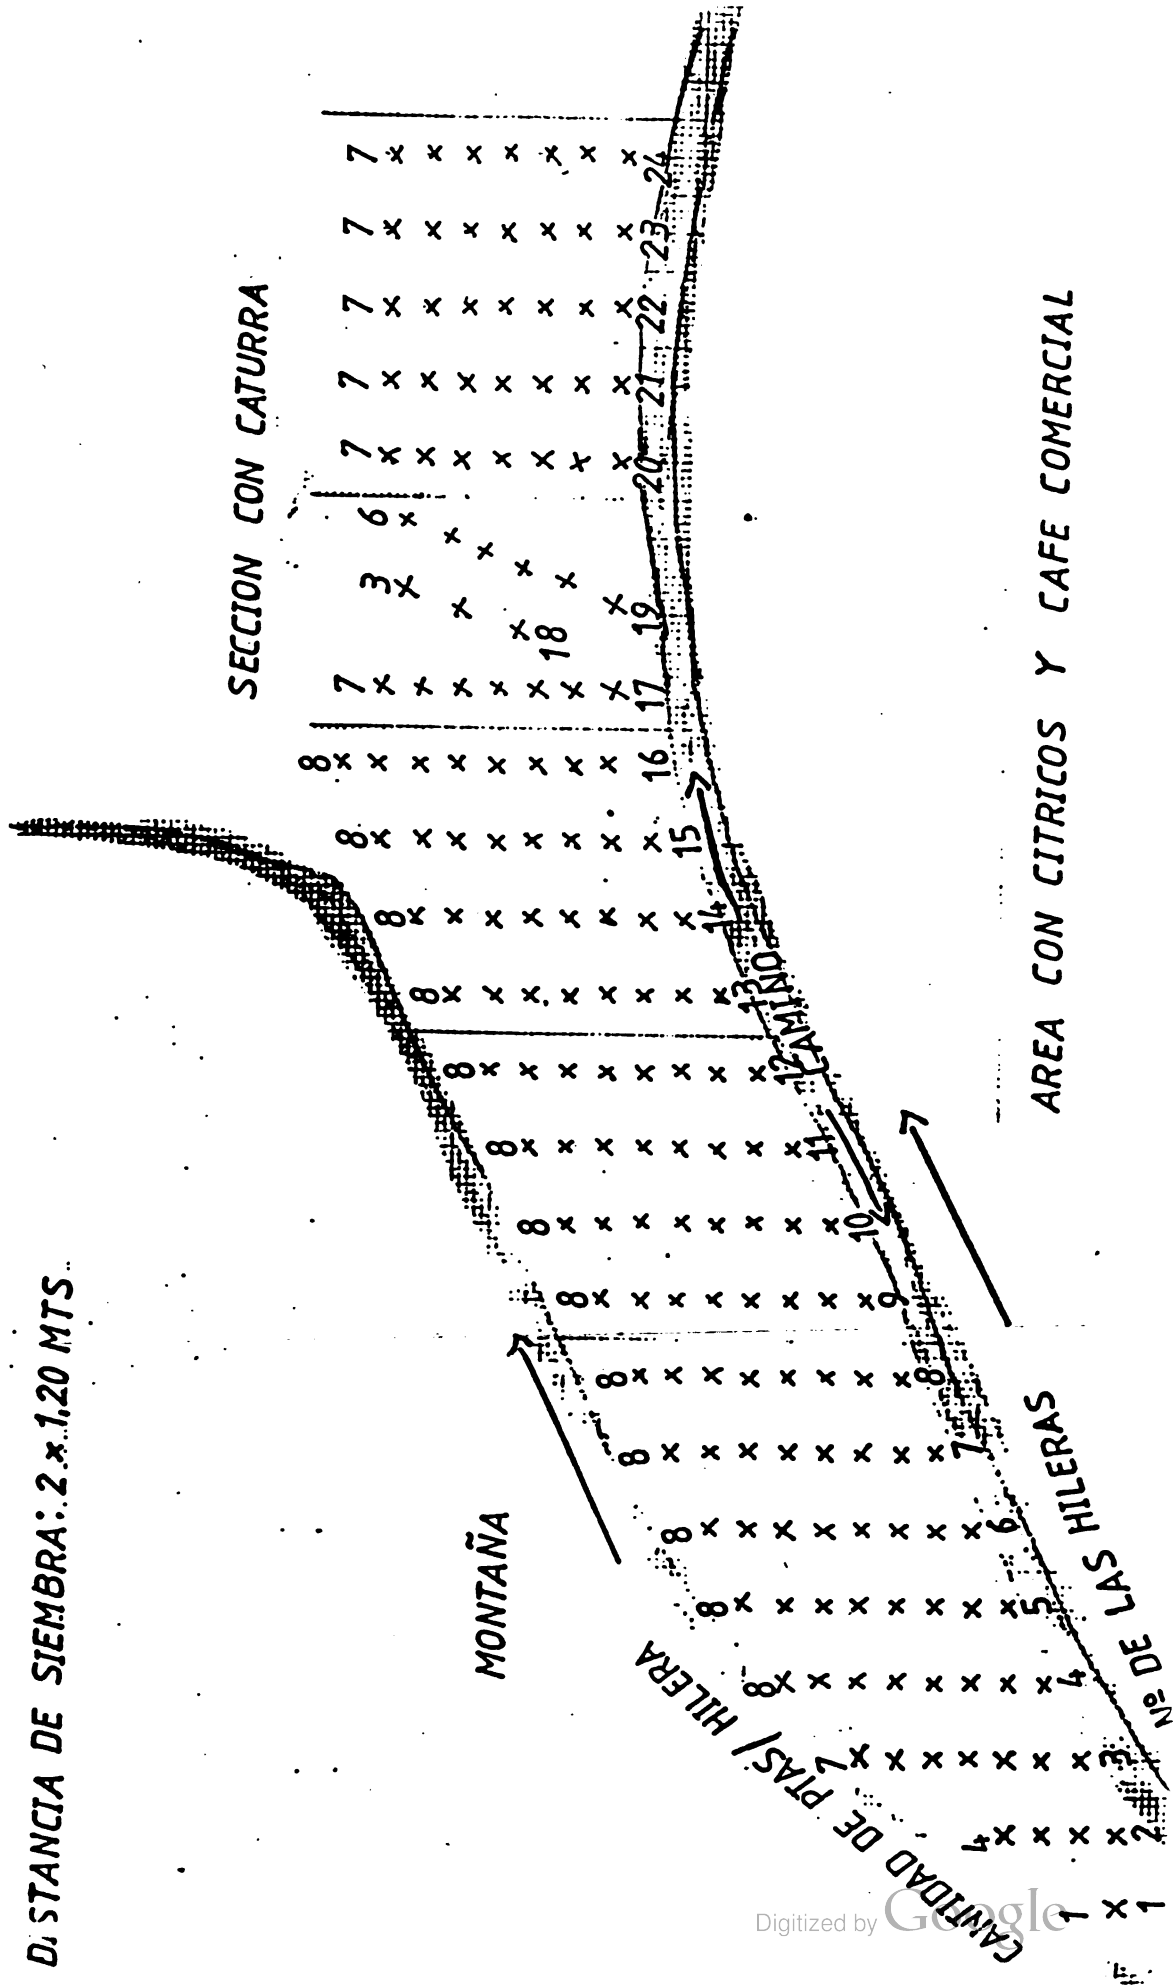 DISTANCIA DE SIEMBRA: 2 x 1,20 MTS.
SECCION CON CATURRA
MONTAÑA
CANTIDAD DE PTAS/ HILERA
1 4 7 8 8 8 8 8 8 8 8 8 8 8 8 8 7 3 6 7 7 7 7 7
1 2 3 4 5 6 7 8 9 10 11 12 13 14 15 16 17 18 19 20 21 22 23 24
CAMINO
Nº DE LAS HILERAS
AREA CON CITRICOS Y CAFE COMERCIAL
Digitized by Google